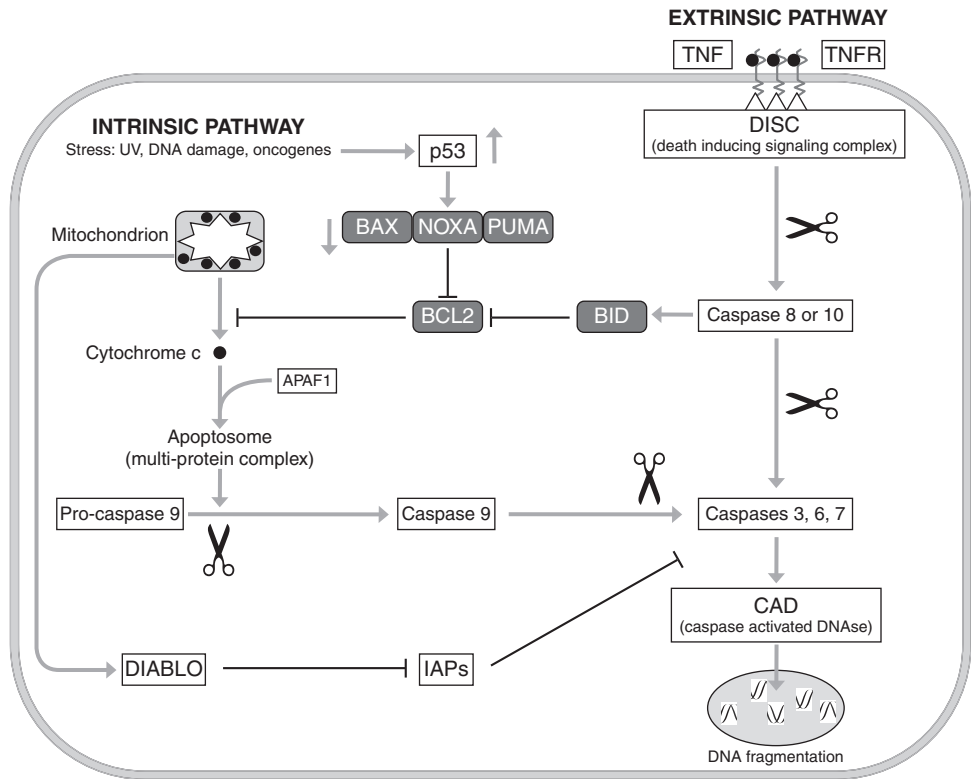 EXTRINSIC PATHWAY
TNF
TNFR
DISC
(death inducing signaling complex)
INTRINSIC PATHWAY
Stress: UV, DNA damage, oncogenes
p53
BAX
NOXA
PUMA
Mitochondrion
BCL2
BID
Caspase 8 or 10
Cytochrome c
APAF1
Apoptosome
(multi-protein complex)
Pro-caspase 9
Caspase 9
Caspases 3, 6, 7
CAD
(caspase activated DNAse)
DIABLO
IAPs
DNA fragmentation